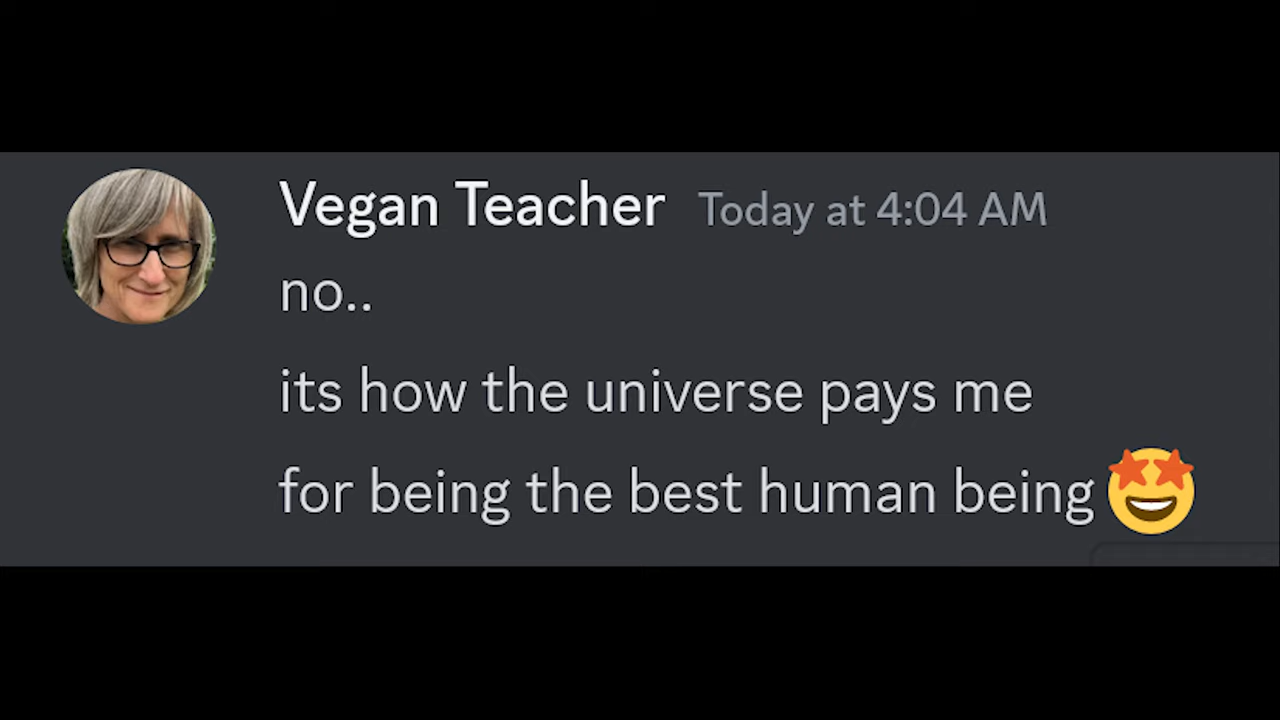 Vegan Teacher Today at 4:04 AM
no..
its how the universe pays me
for being the best human being🤩